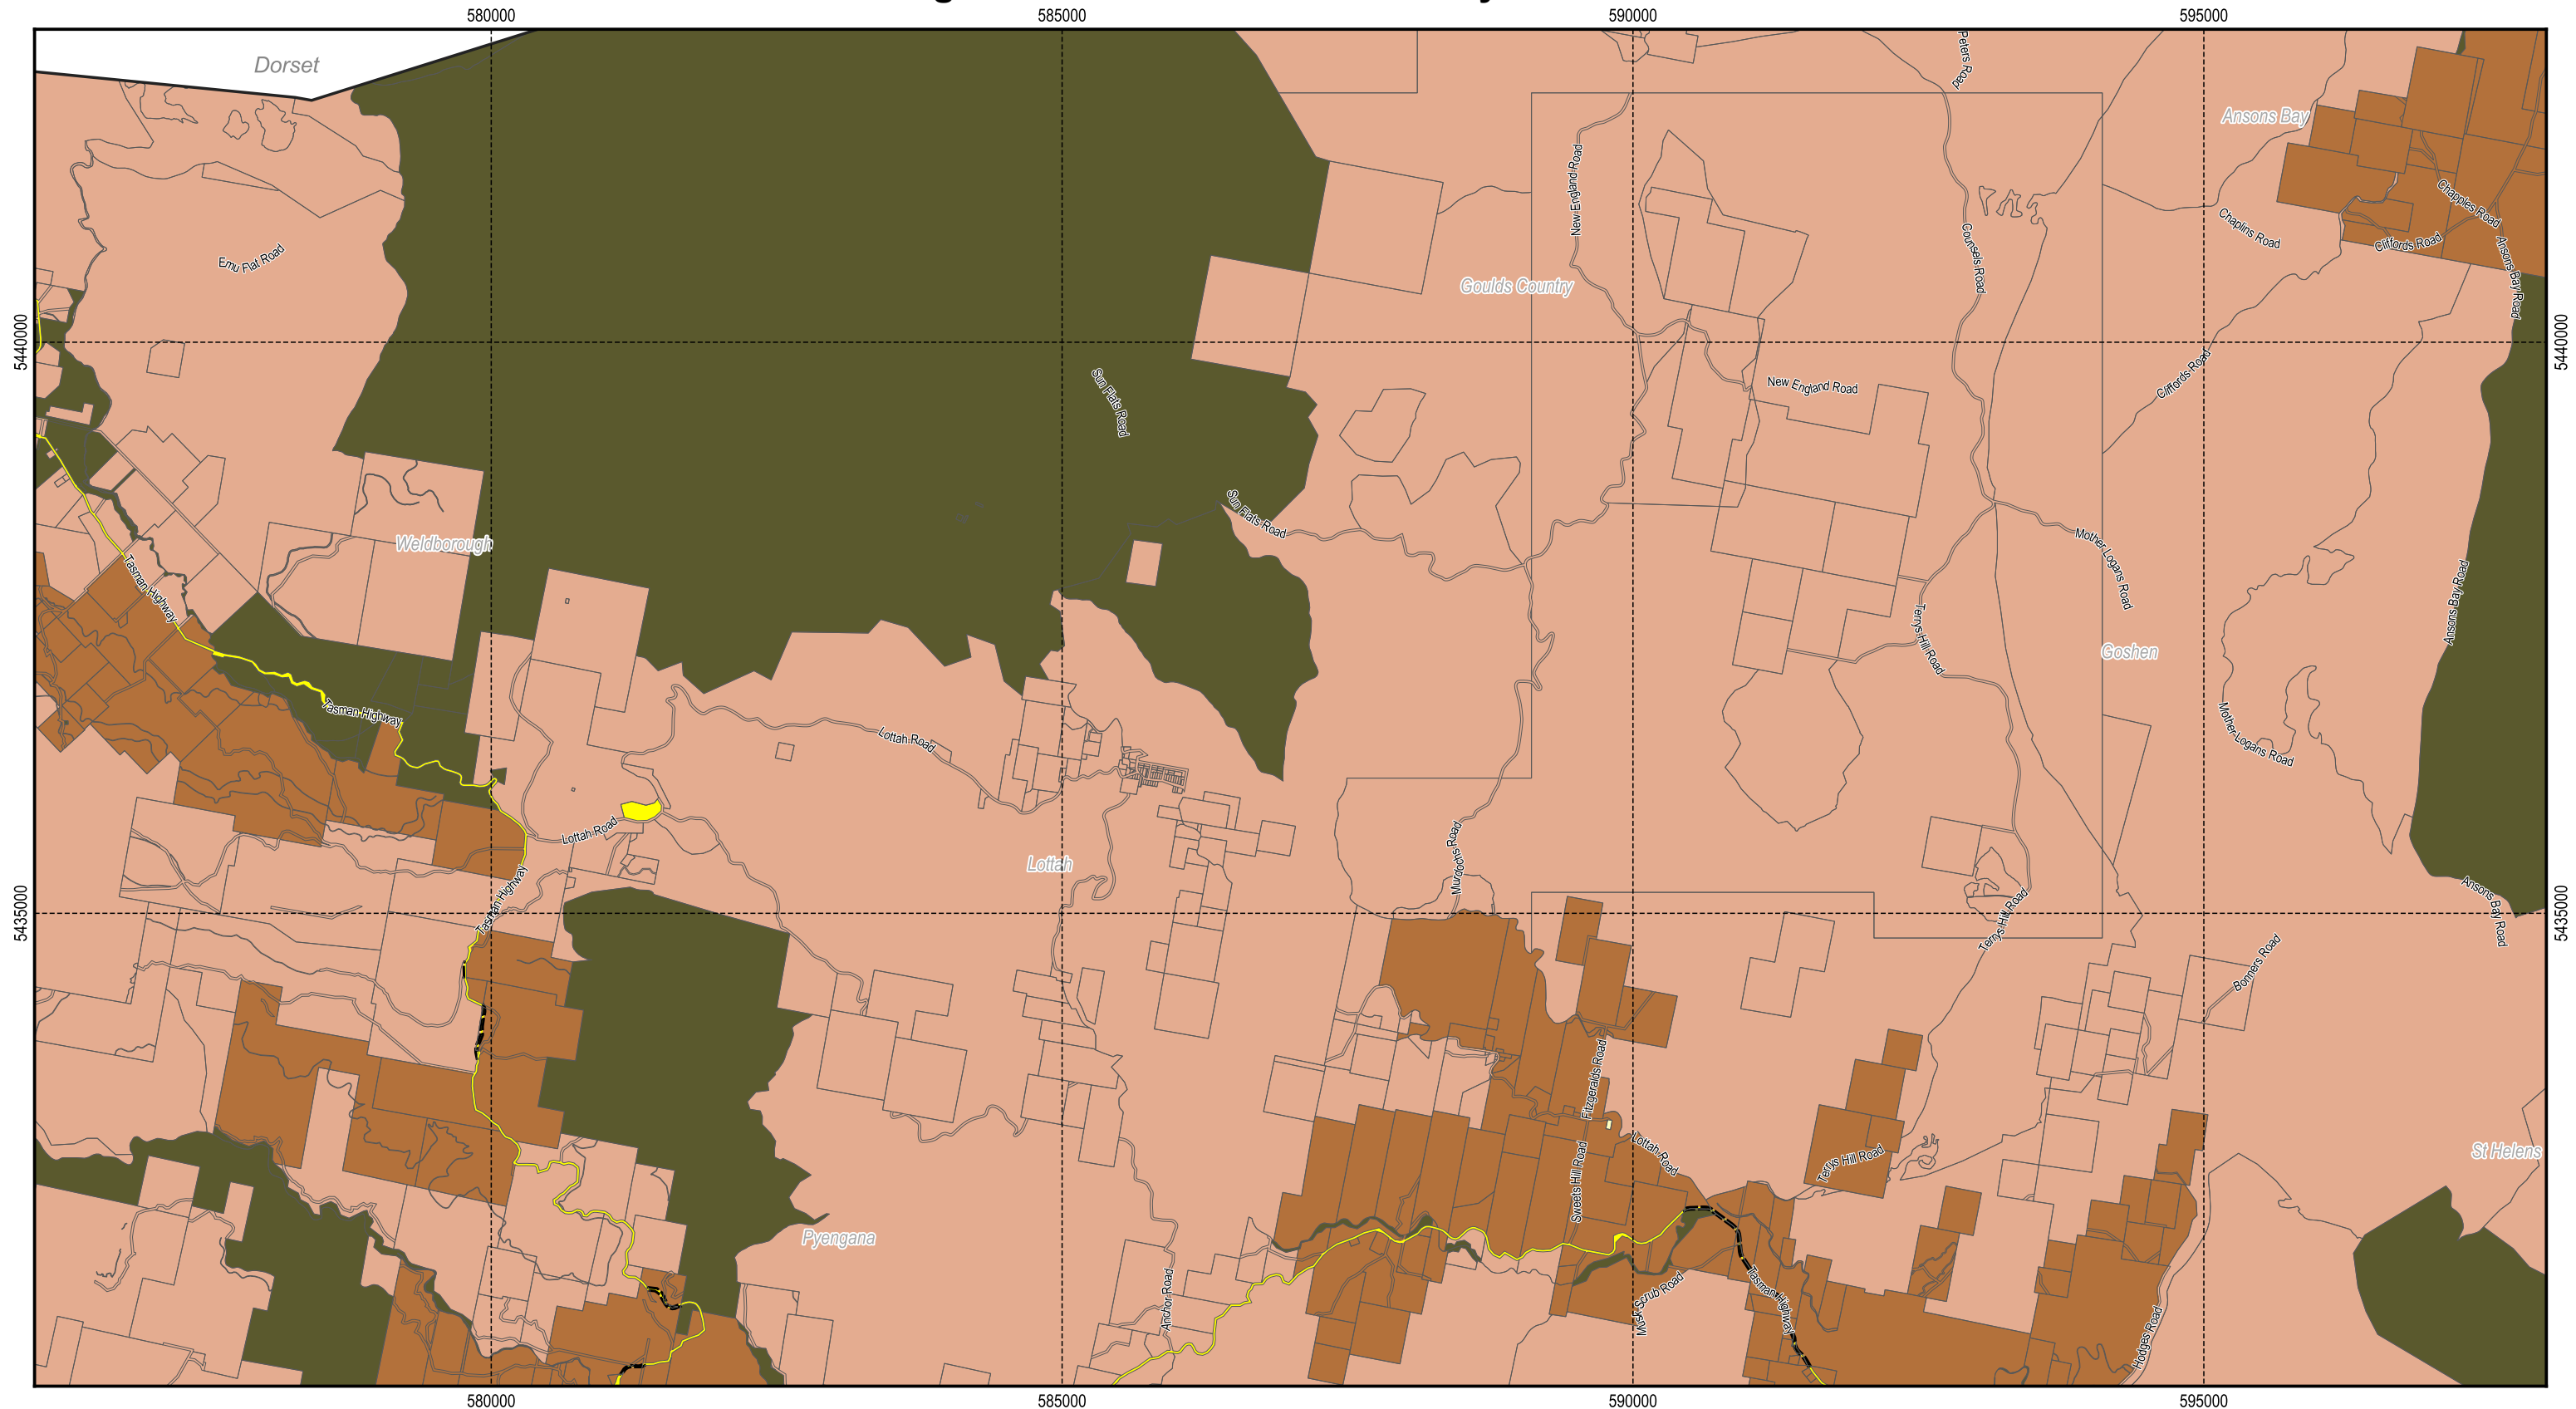 580000
585000
590000
595000
Dorset
Peters Road
Ansons Bay
New England Road
Chapples Road
Chaplins Road
Cliffords Road
Emu Flat Road
Counsels Road
Ansons Bay Road
Goulds Country
5440000
5440000
Sun Flats Road
New England Road
Cliffords Road
Sun Flats Road
Weldborough
Mother Logans Road
Tasman Highway
Terrys Hill Road
Ansons Bay Road
Goshen
Tasman Highway
Lottah Road
Mother Logans Road
Lottah Road
Murdochs Road
Lottah
Tasman Highway
Ansons Bay Road
5435000
5435000
Terrys Hill Road
Bonners Road
Fitzgeralds Road
Lottah Road
Terrys Hill Road
St Helens
Sweets Hill Road
Pyengana
Anchor Road
Musk Scrub Road
Tasman Highway
Hodges Road
580000
585000
590000
595000